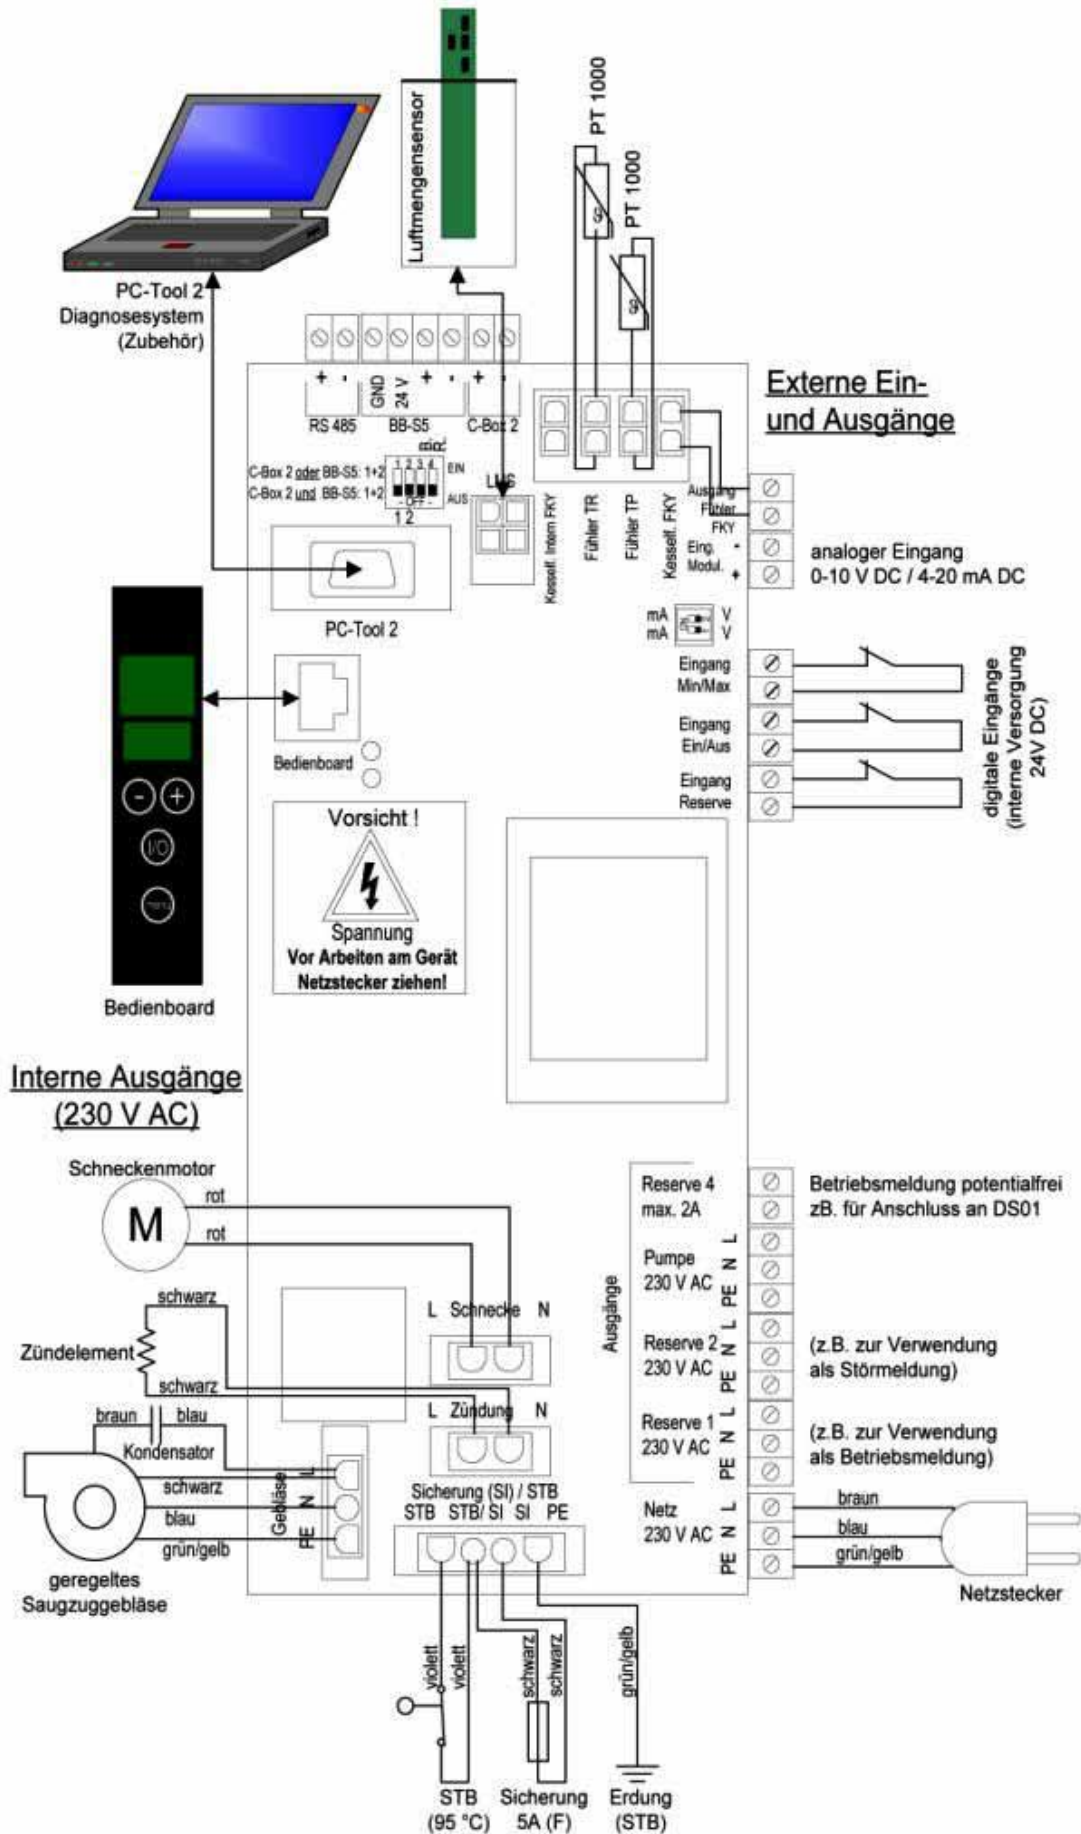 Luftmengensensor
PT 1000
PT 1000
PC-Tool 2
Diagnosesystem
(Zubehör)
+ - GND 24 V + - + -
RS 485 BB-S5 C-Box 2
Externe Ein-
und Ausgänge
C-Box 2 oder BB-S5: 1+2
C-Box 2 und BB-S5: 1+2
1 2 3 4
EIN
AUS
- OFF -
1 2
LMS
Kesself. Intern FKY
Fühler TR
Fühler TP
Kesself. FKY
Ausgang
Fühler
FKY
Eing. -
Modul. +
analoger Eingang
0-10 V DC / 4-20 mA DC
PC-Tool 2
mA V
mA V
Eingang
Min/Max
Eingang
Ein/Aus
Eingang
Reserve
digitale Eingänge
(interne Versorgung
24V DC)
Bedienboard
- +
Vorsicht !
Spannung
Vor Arbeiten am Gerät
Netzstecker ziehen!
Bedienboard
Interne Ausgänge
(230 V AC)
Schneckenmotor
M
rot
rot
schwarz
Zündelement
schwarz
braun blau
Kondensator
schwarz
blau
grün/gelb
geregeltes
Saugzuggebläse
L Schnecke N
L Zündung N
Gebläse
L
N
PE
Sicherung (SI) / STB
STB STB/ SI SI PE
Ausgänge
Reserve 4
max. 2A
Betriebsmeldung potentialfrei
zB. für Anschluss an DS01
Pumpe
230 V AC
PE N L
Reserve 2
230 V AC
PE N L
(z.B. zur Verwendung
als Störmeldung)
Reserve 1
230 V AC
PE N L
(z.B. zur Verwendung
als Betriebsmeldung)
Netz
230 V AC
PE N L
braun
blau
grün/gelb
Netzstecker
violett
violett
schwarz
schwarz
grün/gelb
STB
(95 °C)
Sicherung
5A (F)
Erdung
(STB)